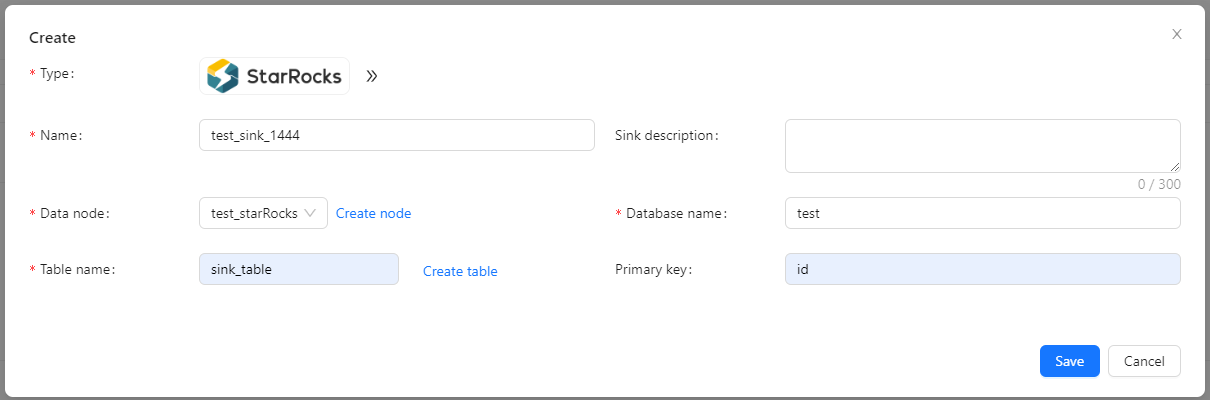 Create
* Type:
StarRocks »
* Name:
test_sink_1444
Sink description:
0 / 300
* Data node:
test_starRocks
Create node
* Database name:
test
* Table name:
sink_table
Create table
Primary key:
id
Save
Cancel